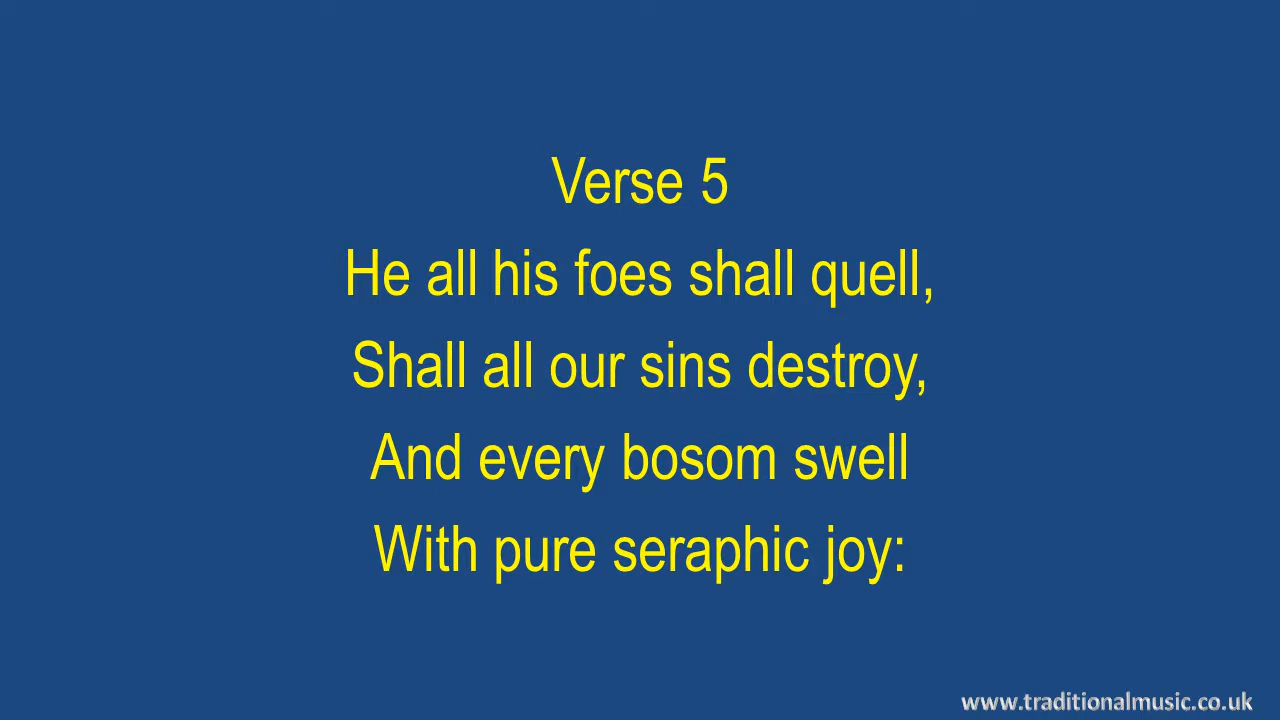 Verse 5
He all his foes shall quell,
Shall all our sins destroy,
And every bosom swell
With pure seraphic joy:
www.traditionalmusic.co.uk